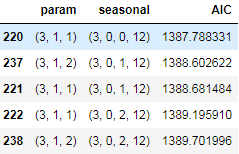 param seasonal AIC
220 (3, 1, 1) (3, 0, 0, 12) 1387.788331
237 (3, 1, 2) (3, 0, 1, 12) 1388.602622
221 (3, 1, 1) (3, 0, 1, 12) 1388.681484
222 (3, 1, 1) (3, 0, 2, 12) 1389.195910
238 (3, 1, 2) (3, 0, 2, 12) 1389.701996